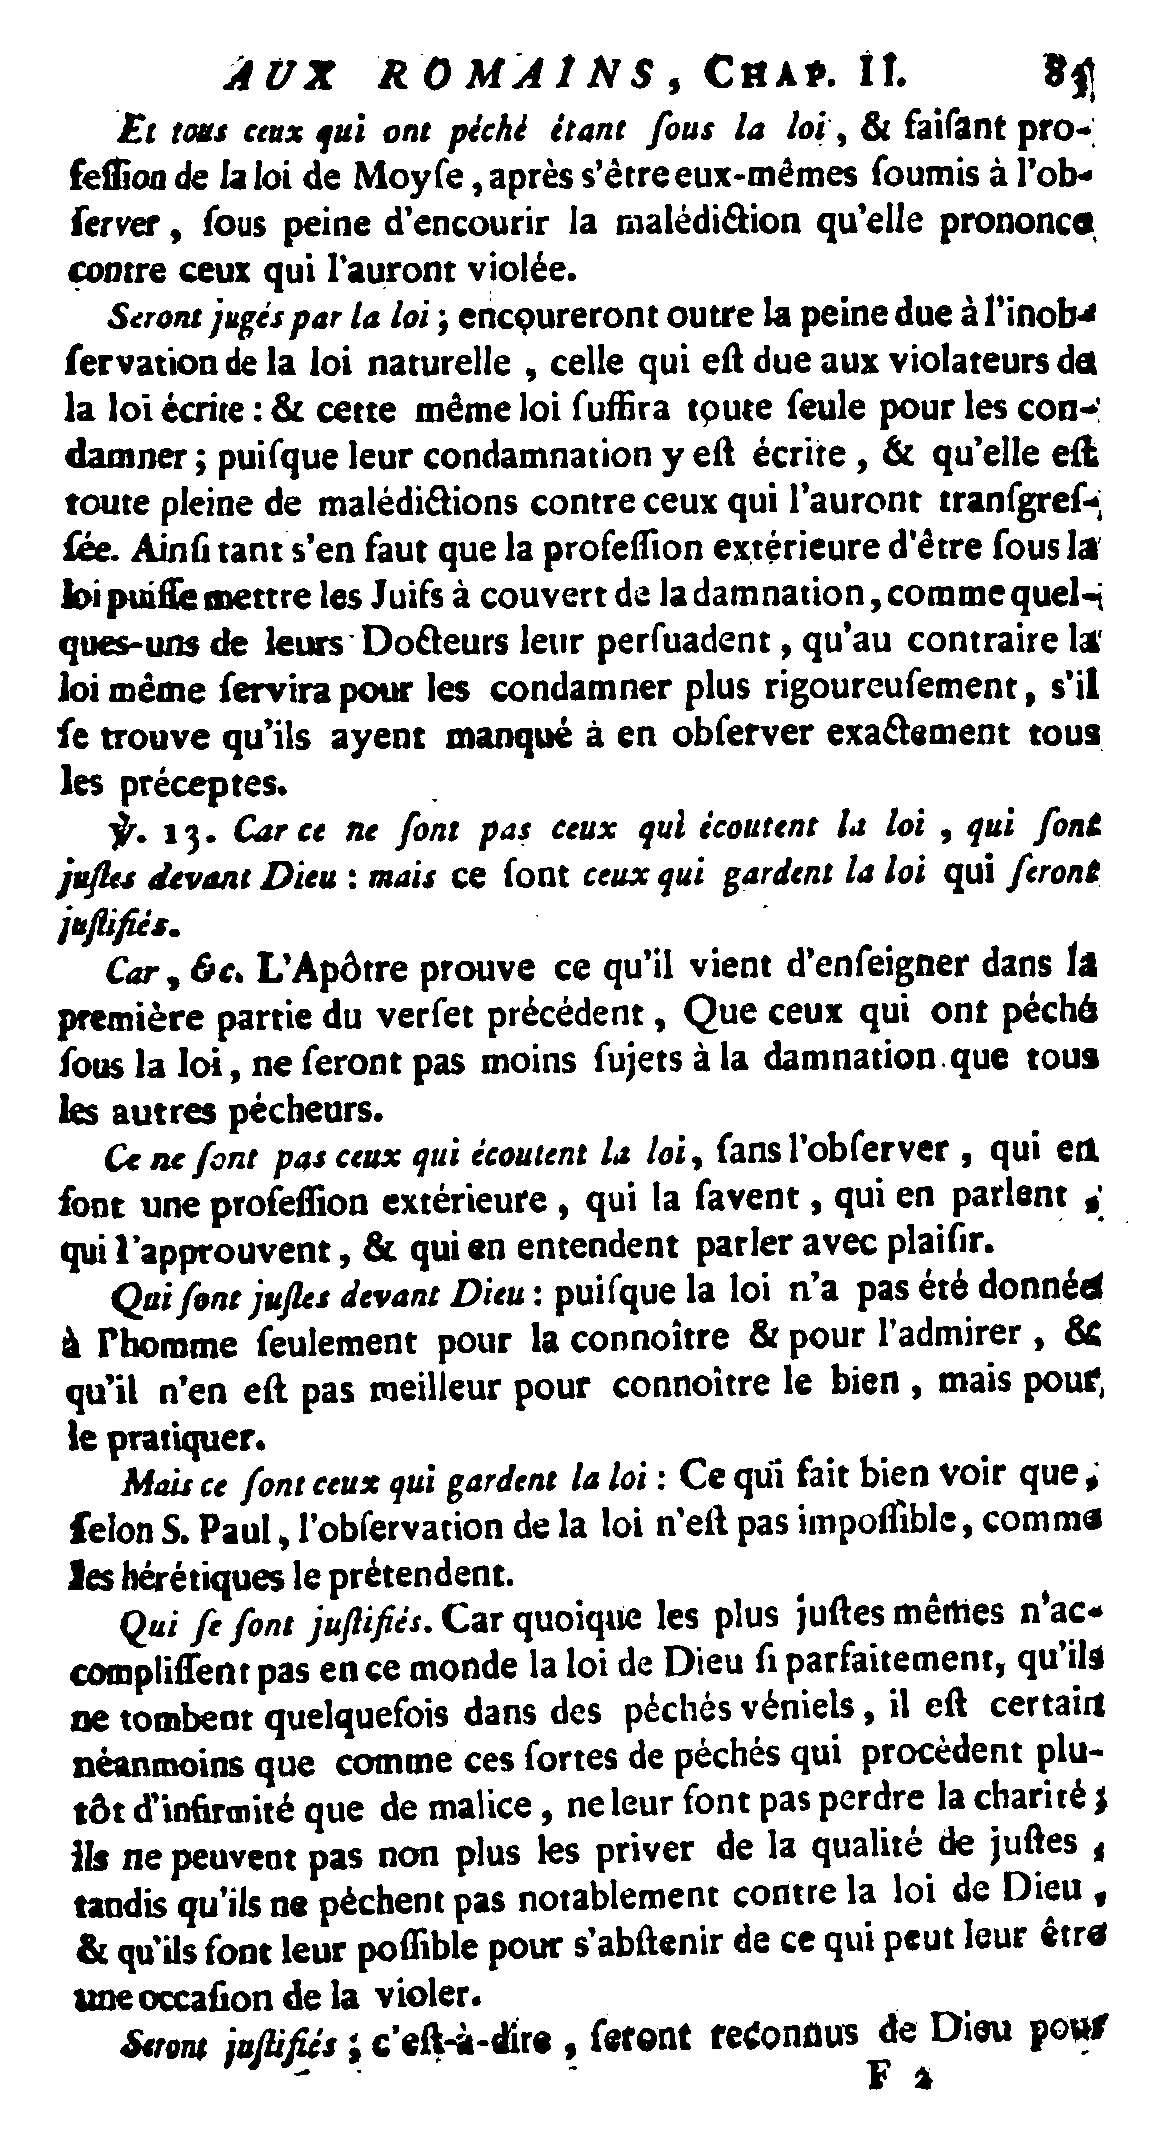 AUX ROMAINS, CHAP. II. 85
Et tous ceux qui ont péché étant ſous la loi, & faiſant pro-
feſſion de la loi de Moyſe, après s'être eux-mêmes ſoumis à l'ob-
ſerver, ſous peine d'encourir la malédiction qu'elle prononce
contre ceux qui l'auront violée.
Seront jugés par la loi; encoureront outre la peine due à l'inob-
ſervation de la loi naturelle, celle qui eſt due aux violateurs de
la loi écrite: & cette même loi ſuffira toute ſeule pour les con-
damner; puiſque leur condamnation y eſt écrite, & qu'elle eſt
toute pleine de malédictions contre ceux qui l'auront tranſgreſ-
ſée. Ainſi tant s'en faut que la profeſſion extérieure d'être ſous la
loi puiſſe mettre les Juifs à couvert de la damnation, comme quel-
ques-uns de leurs Docteurs leur perſuadent, qu'au contraire la
loi même ſervira pour les condamner plus rigoureuſement, s'il
ſe trouve qu'ils ayent manqué à en obſerver exactement tous
les préceptes.
℣. 13. Car ce ne ſont pas ceux qui écoutent la loi, qui ſont
juſtes devant Dieu: mais ce ſont ceux qui gardent la loi qui ſeront
juſtifiés.
Car, &c. L'Apôtre prouve ce qu'il vient d'enſeigner dans la
première partie du verſet précédent, Que ceux qui ont péché
ſous la loi, ne ſeront pas moins ſujets à la damnation que tous
les autres pécheurs.
Ce ne ſont pas ceux qui écoutent la loi, ſans l'obſerver, qui en
font une profeſſion extérieure, qui la ſavent, qui en parlent,
qui l'approuvent, & qui en entendent parler avec plaiſir.
Qui ſont juſtes devant Dieu: puiſque la loi n'a pas été donnée
à l'homme ſeulement pour la connoître & pour l'admirer, &
qu'il n'en eſt pas meilleur pour connoître le bien, mais pour
le pratiquer.
Mais ce ſont ceux qui gardent la loi: Ce qui fait bien voir que,
ſelon S. Paul, l'obſervation de la loi n'eſt pas impoſſible, comme
les hérétiques le prétendent.
Qui ſe ſont juſtifiés. Car quoique les plus juſtes mêmes n'ac-
compliſſent pas en ce monde la loi de Dieu ſi parfaitement, qu'ils
ne tombent quelquefois dans des péchés véniels, il eſt certain
néanmoins que comme ces ſortes de péchés qui procèdent plu-
tôt d'infirmité que de malice, ne leur font pas perdre la charité;
ils ne peuvent pas non plus les priver de la qualité de juſtes,
tandis qu'ils ne pèchent pas notablement contre la loi de Dieu,
& qu'ils font leur poſſible pour s'abſtenir de ce qui peut leur être
une occaſion de la violer.
Seront juſtifiés; c'eſt-à-dire, ſeront reconnus de Dieu pour
F 2